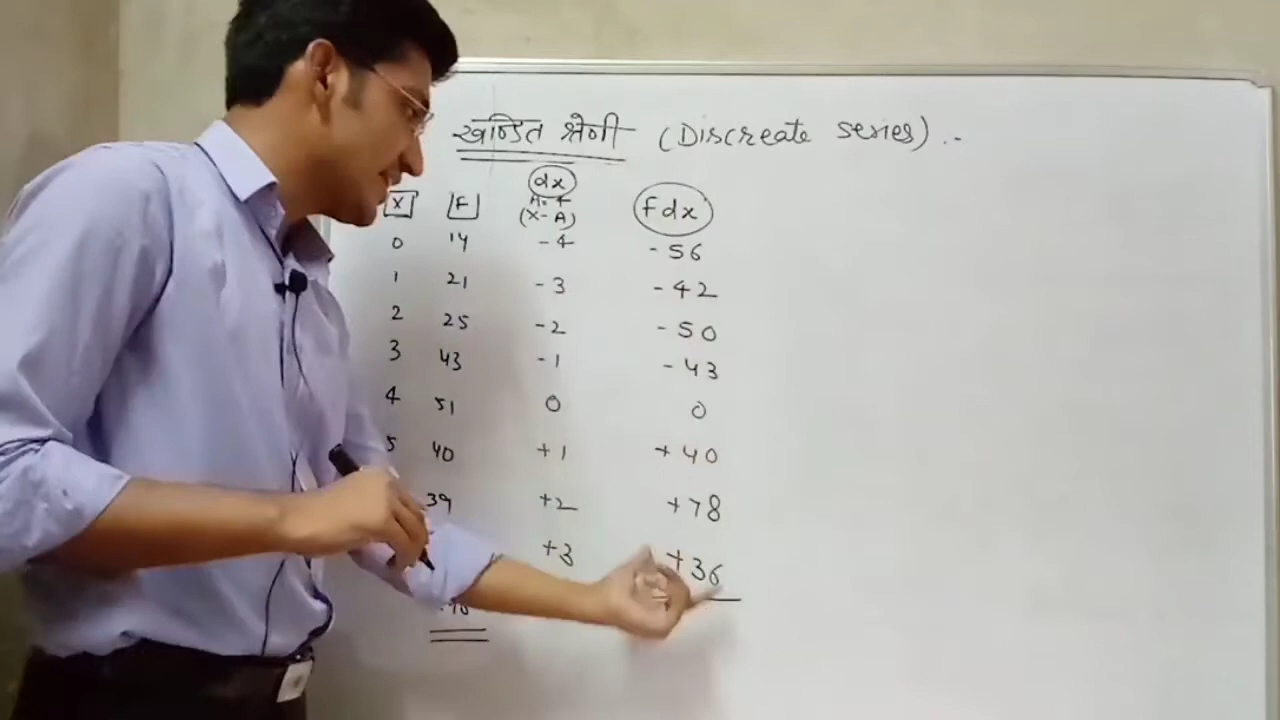 खण्डित श्रेणी (Discreate series) .-
X F dx Fdx
A=4
(X-A)
0 14 -4 -56
1 21 -3 -42
2 25 -2 -50
3 43 -1 -43
4 51 0 0
5 40 +1 +40
39 +2 +78
+3 +36